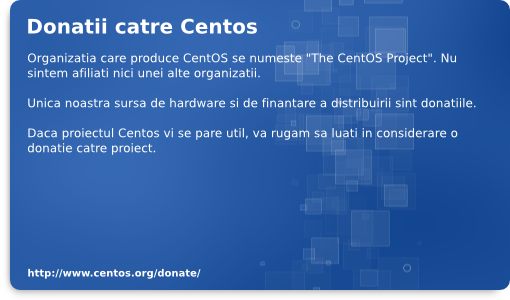 Donatii catre Centos
Organizatia care produce CentOS se numeste "The CentOS Project". Nu
sintem afiliati nici unei alte organizatii.
Unica noastra sursa de hardware si de finantare a distribuirii sint donatiile.
Daca proiectul Centos vi se pare util, va rugam sa luati in considerare o
donatie catre proiect.
http://www.centos.org/donate/